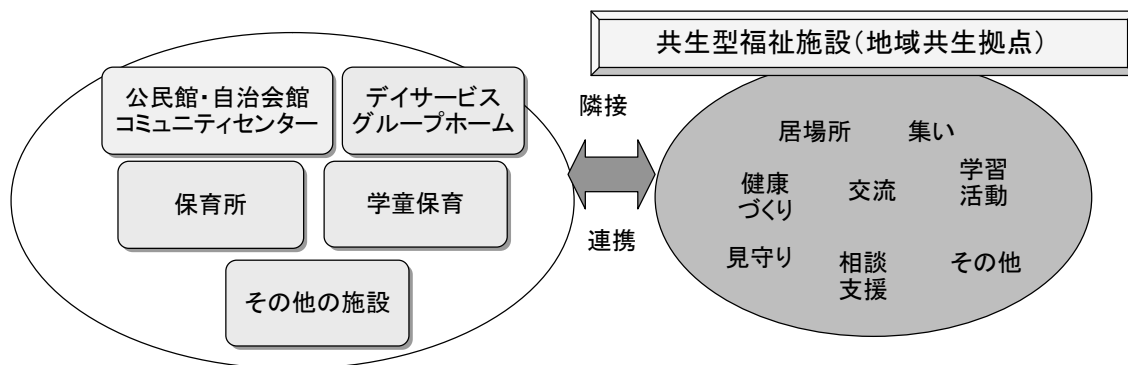 共生型福祉施設(地域共生拠点)
公民館・自治会館
コミュニティセンター
デイサービス
グループホーム
保育所
学童保育
その他の施設
隣接
連携
居場所
集い
健康
づくり
交流
学習
活動
見守り
相談
支援
その他